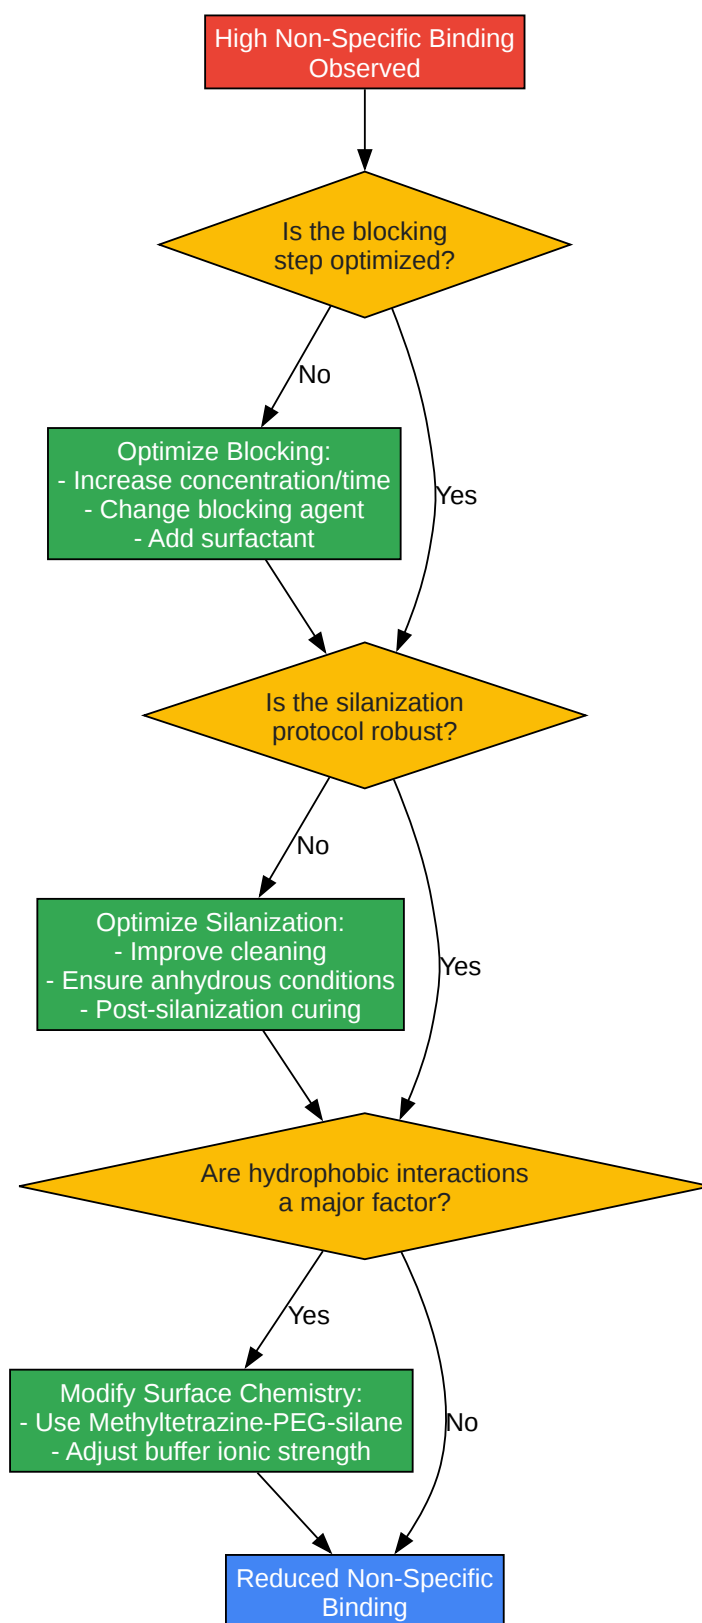 High Non-Specific Binding
Observed
Is the blocking
step optimized?
No
Yes
Optimize Blocking:
- Increase concentration/time
- Change blocking agent
- Add surfactant
Is the silanization
protocol robust?
No
Yes
Optimize Silanization:
- Improve cleaning
- Ensure anhydrous conditions
- Post-silanization curing
Are hydrophobic interactions
a major factor?
Yes
No
Modify Surface Chemistry:
- Use Methyltetrazine-PEG-silane
- Adjust buffer ionic strength
Reduced Non-Specific
Binding